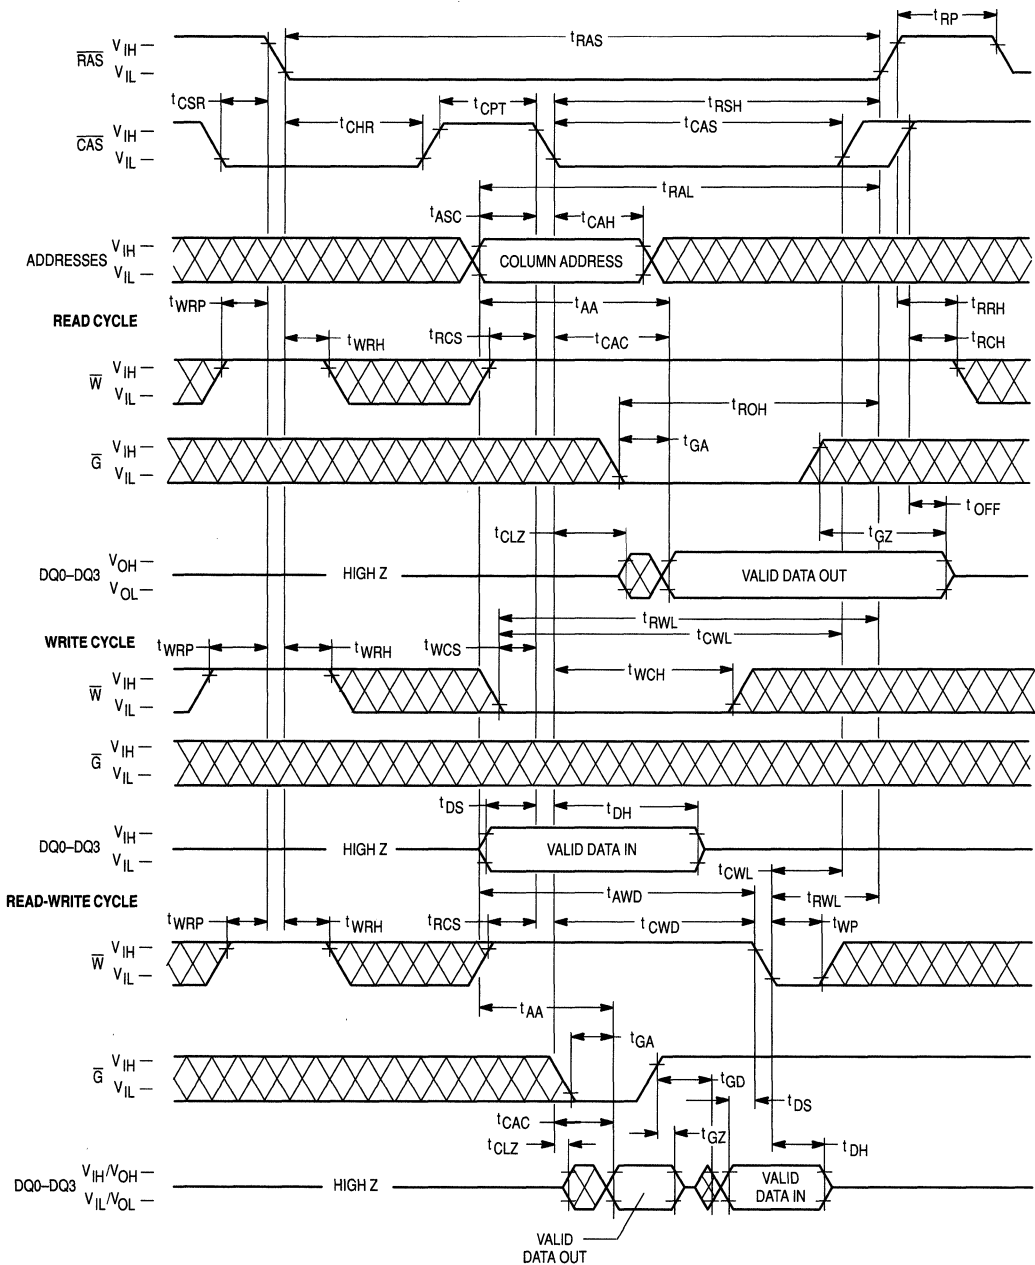 tRP
RAS VIH
VIL
tRAS
tCSR
tCPT
tRSH
CAS VIH
VIL
tCHR
tCAS
tRAL
tASC
tCAH
ADDRESSES VIH
VIL
COLUMN ADDRESS
tWRP
tAA
tRRH
READ CYCLE
tWRH
tRCS
tCAC
tRCH
W VIH
VIL
tROH
G VIH
VIL
tGA
tOFF
tCLZ
tGZ
DQ0–DQ3 VOH
VOL
HIGH Z
VALID DATA OUT
tRWL
WRITE CYCLE
tCWL
tWRP
tWRH
tWCS
tWCH
W VIH
VIL
G VIH
VIL
tDS
tDH
DQ0–DQ3 VIH
VIL
HIGH Z
VALID DATA IN
tCWL
READ-WRITE CYCLE
tAWD
tRWL
tWRP
tWRH
tRCS
tCWD
tWP
W VIH
VIL
tAA
tGA
G VIH
VIL
tGD
tDS
tCAC
tGZ
tCLZ
tDH
DQ0–DQ3 VIH/VOH
VIL/VOL
HIGH Z
VALID
DATA IN
VALID
DATA OUT